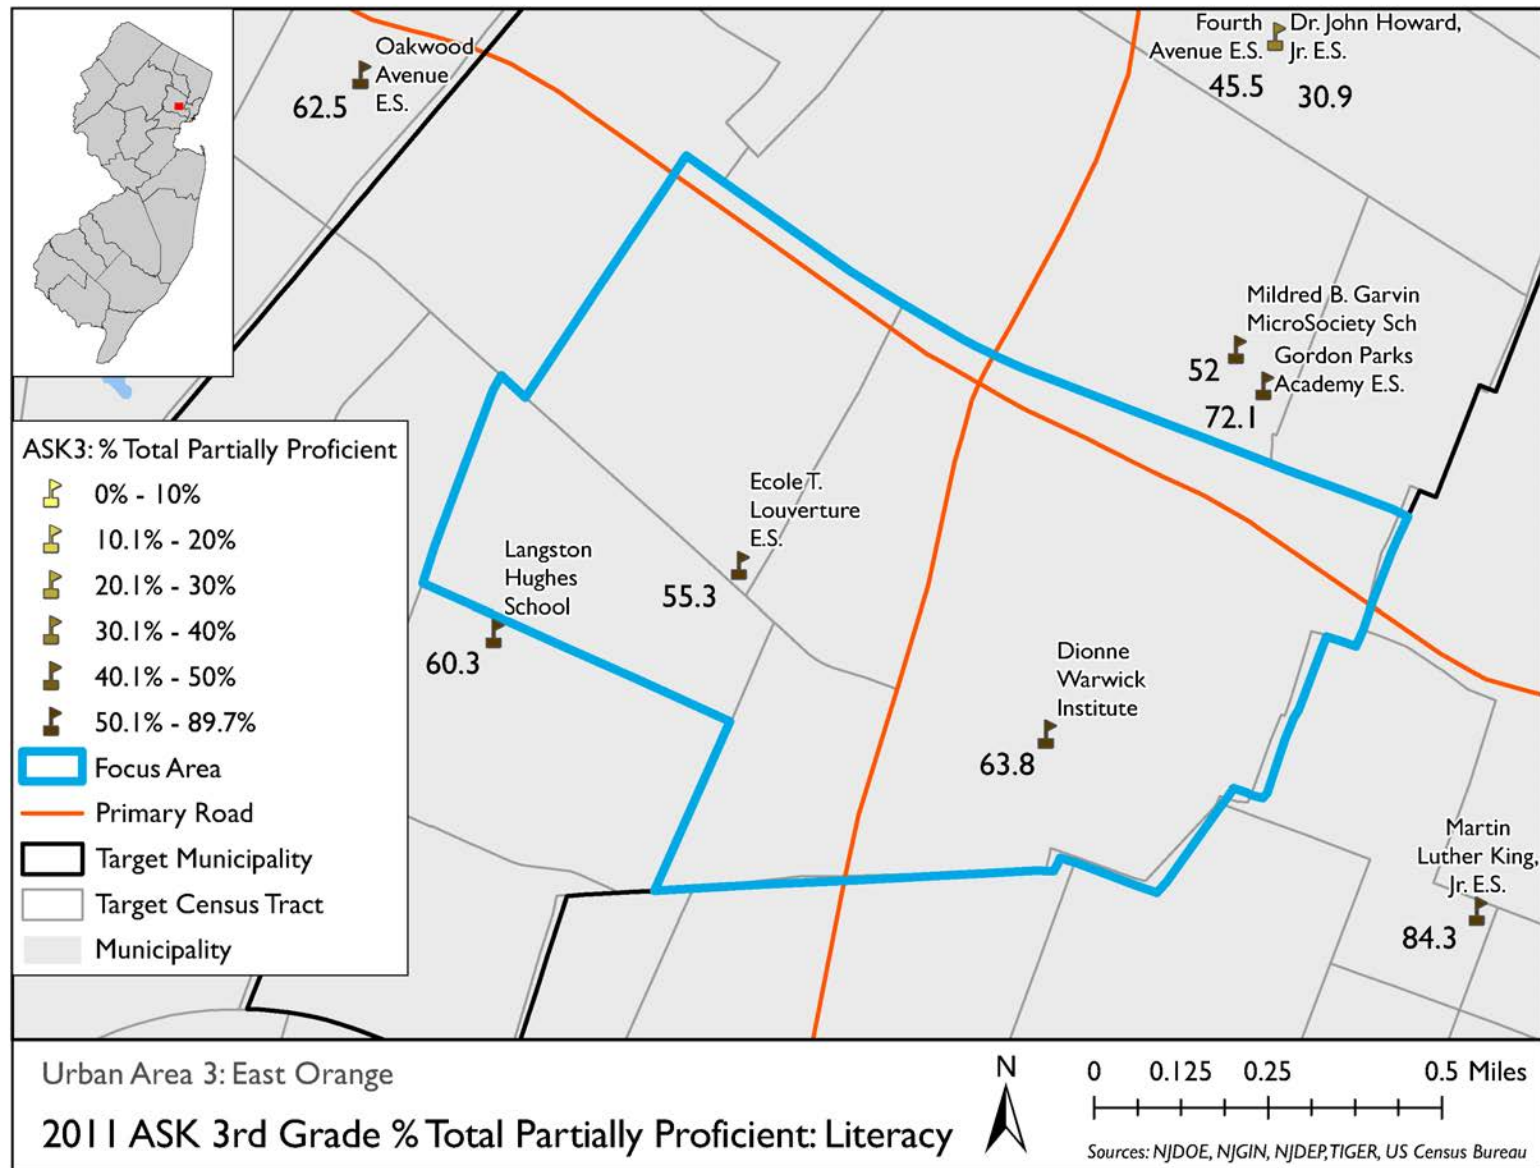 Oakwood
Avenue
E.S.
62.5
Fourth
Avenue E.S.
45.5
Dr. John Howard,
Jr. E.S.
30.9
Mildred B. Garvin
MicroSociety Sch
52
Gordon Parks
Academy E.S.
72.1
Ecole T.
Louverture
E.S.
55.3
Langston
Hughes
School
60.3
Dionne
Warwick
Institute
63.8
Martin
Luther King,
Jr. E.S.
84.3
ASK3: % Total Partially Proficient
0% - 10%
10.1% - 20%
20.1% - 30%
30.1% - 40%
40.1% - 50%
50.1% - 89.7%
Focus Area
Primary Road
Target Municipality
Target Census Tract
Municipality
Urban Area 3: East Orange
2011 ASK 3rd Grade % Total Partially Proficient: Literacy
N
0 0.125 0.25 0.5 Miles
Sources: NJDOE, NJGIN, NJDEP, TIGER, US Census Bureau